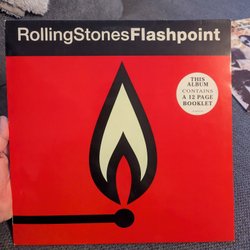 RollingStonesFlashpoint
THIS
ALBUM
CONTAINS
A 12 PAGE
BOOKLET